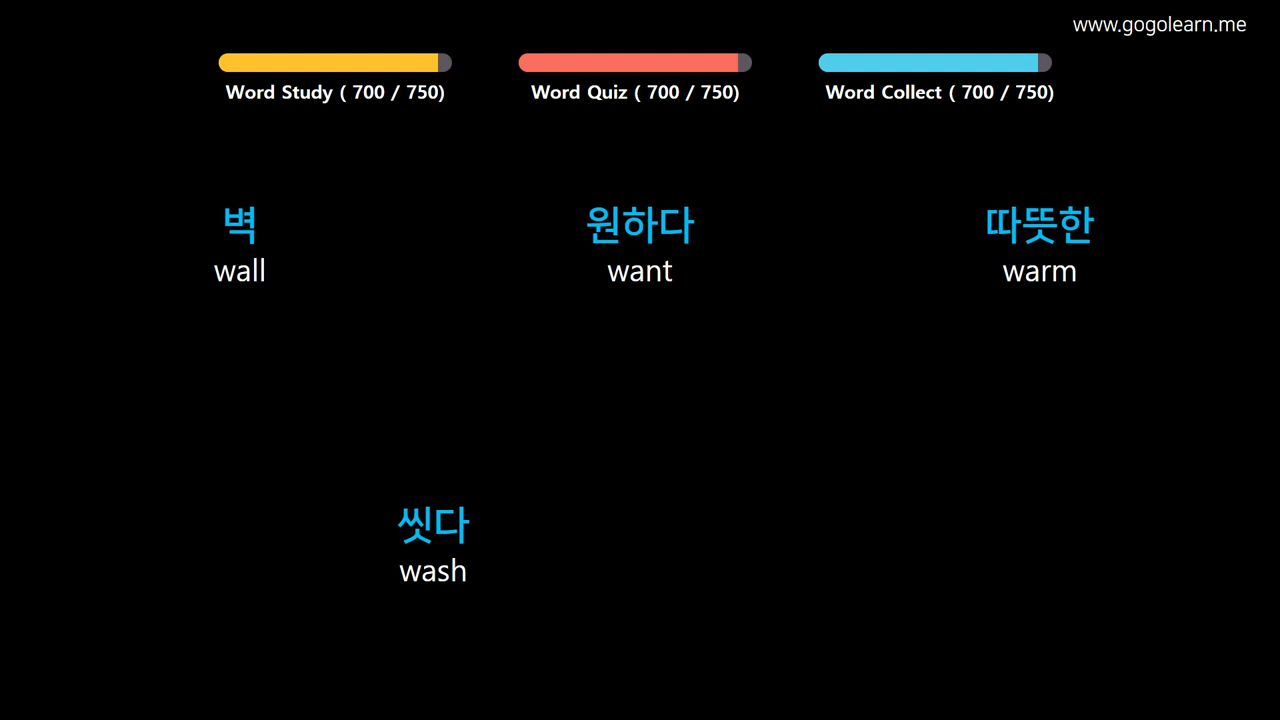 www.gogolearn.me
Word Study ( 700 / 750)
Word Quiz ( 700 / 750)
Word Collect ( 700 / 750)
벽
wall
원하다
want
따뜻한
warm
씻다
wash